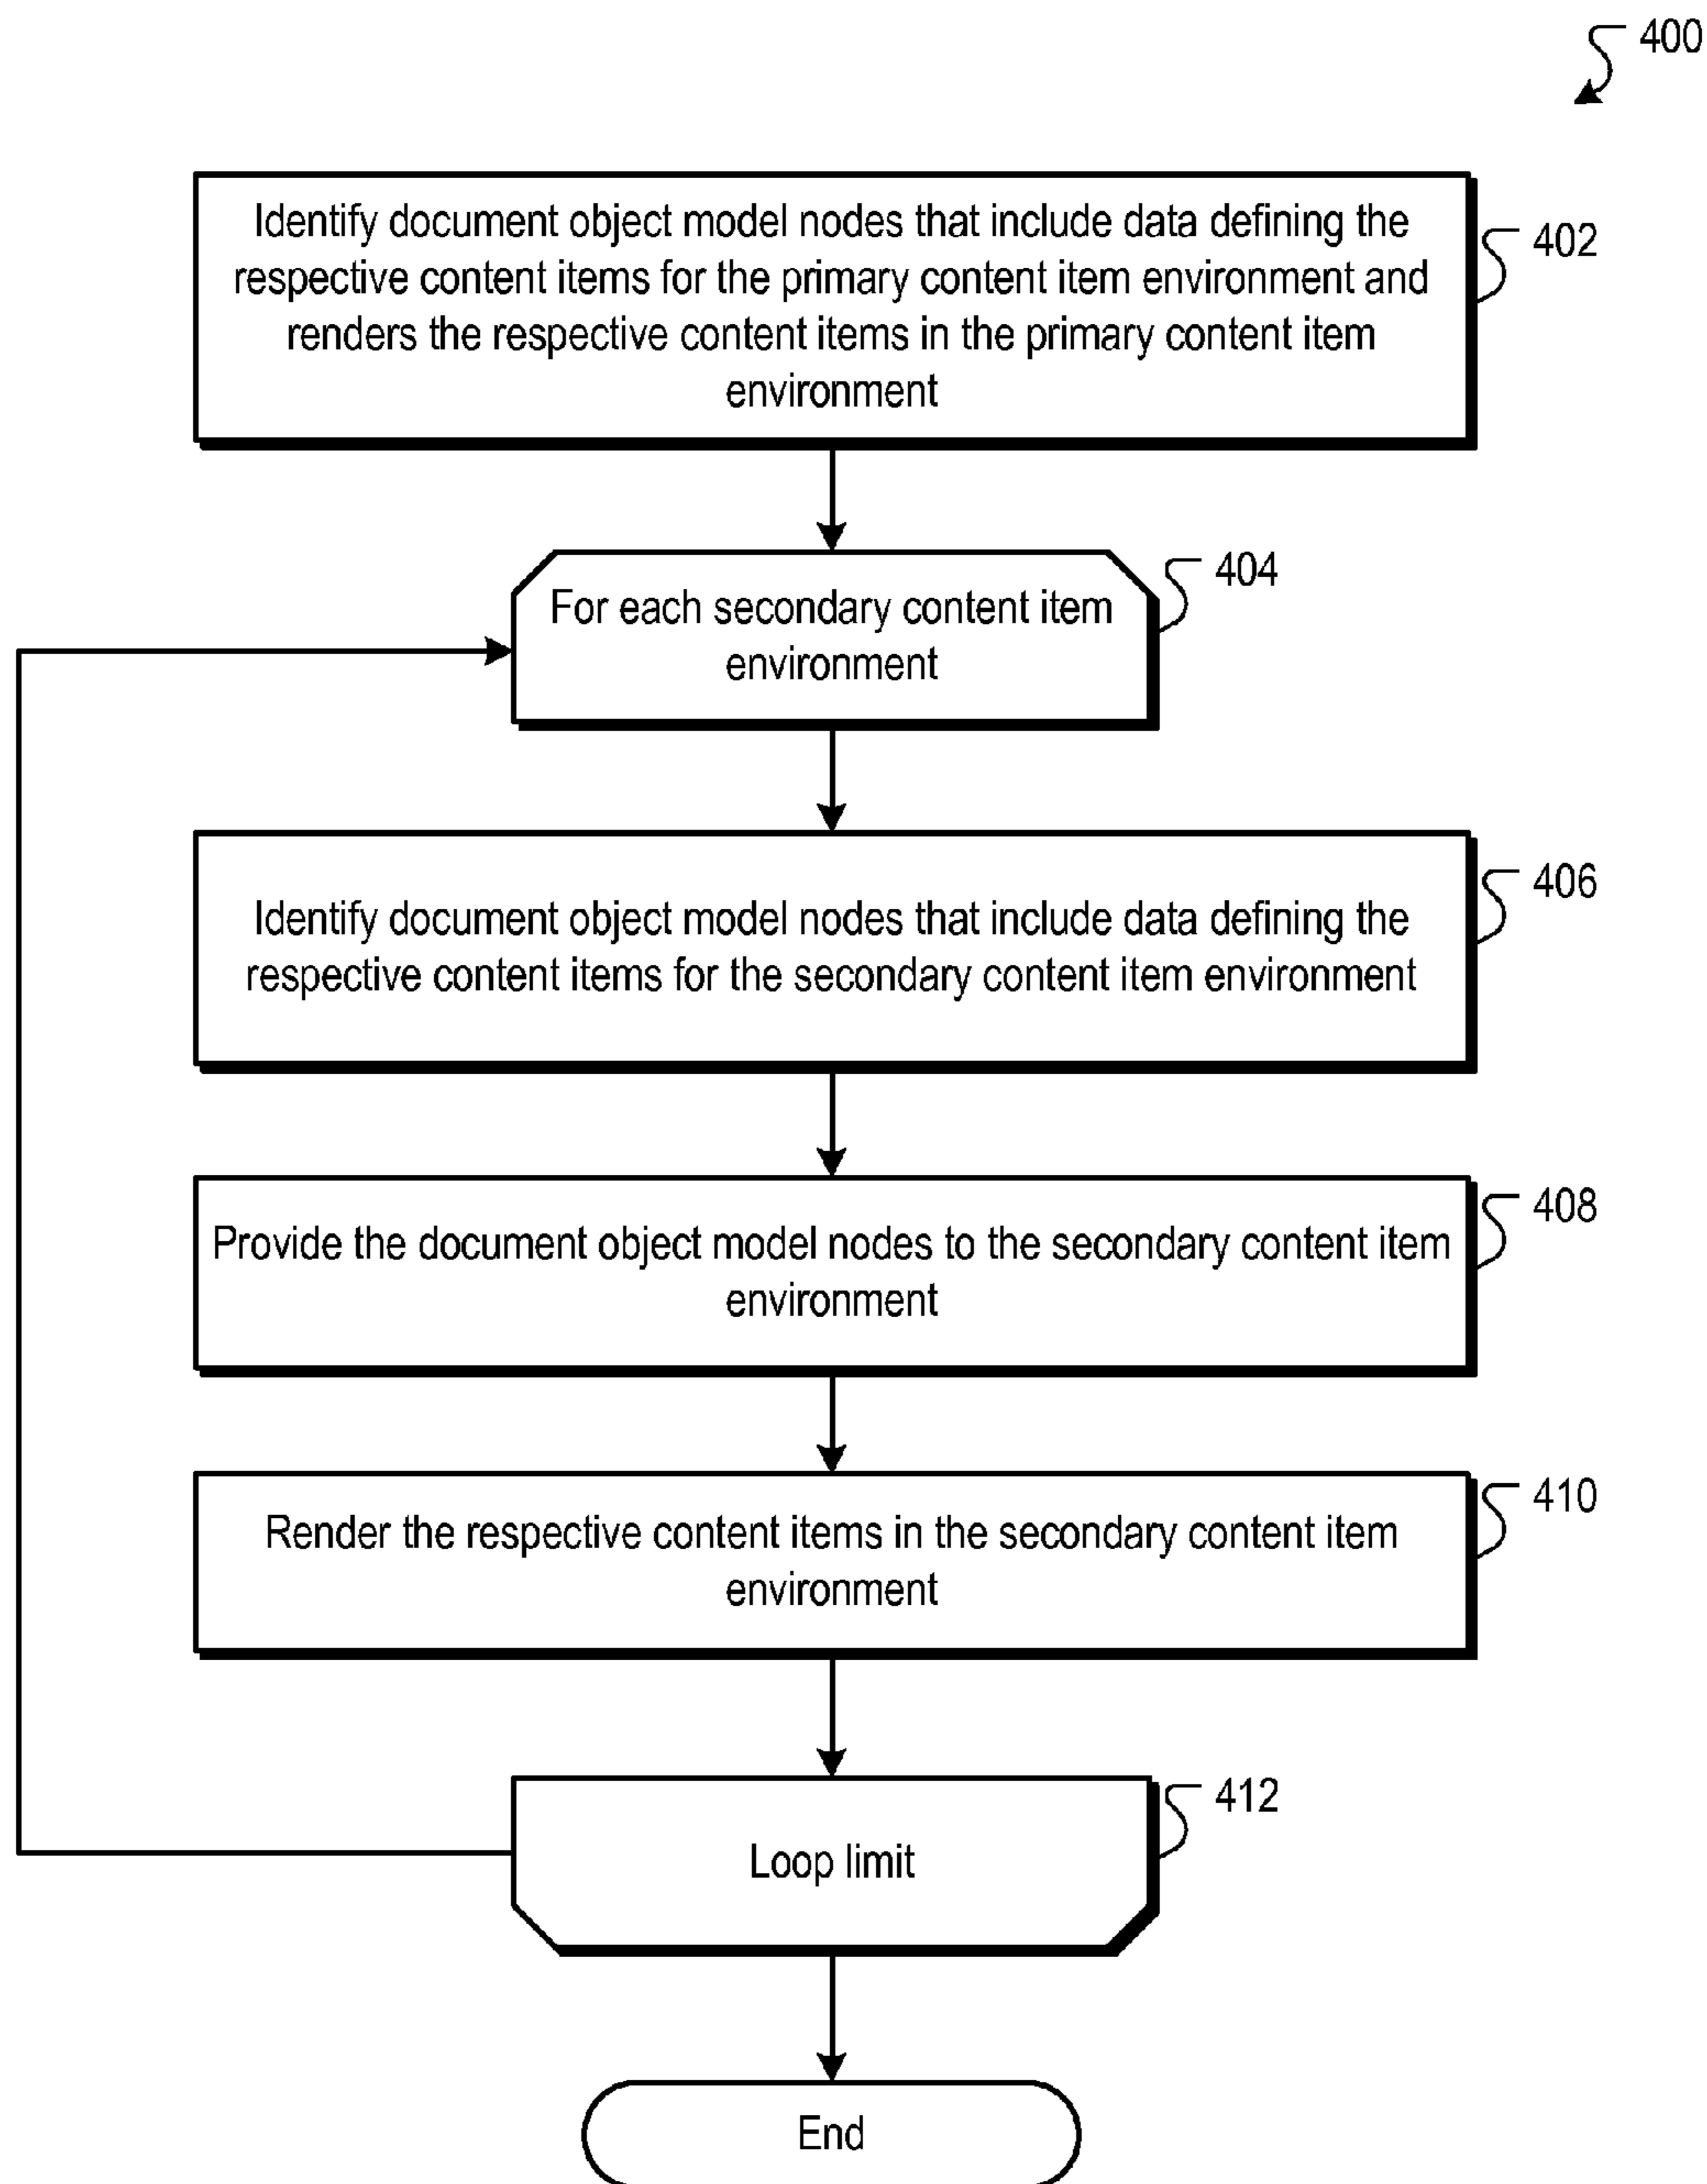 400
Identify document object model nodes that include data defining the
respective content items for the primary content item environment and
renders the respective content items in the primary content item
environment
402
For each secondary content item
environment
404
Identify document object model nodes that include data defining the
respective content items for the secondary content item environment
406
Provide the document object model nodes to the secondary content item
environment
408
Render the respective content items in the secondary content item
environment
410
Loop limit
412
End